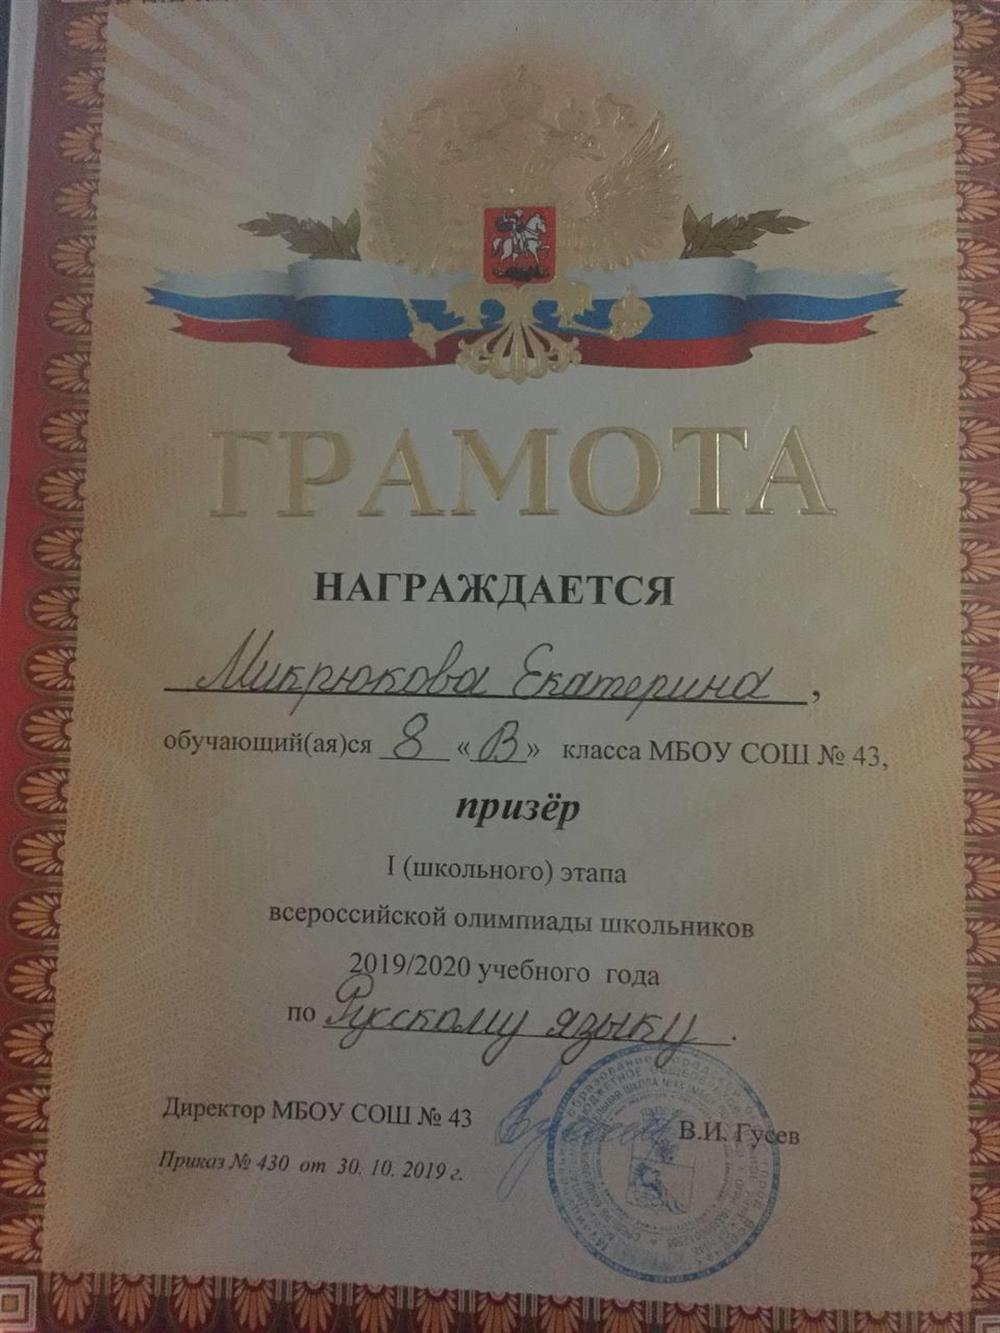 ГРАМОТА
НАГРАЖДАЕТСЯ
Микрюкова Екатерина,
обучающий(ая)ся 8 «В» класса МБОУ СОШ № 43,
призёр
I (школьного) этапа
всероссийской олимпиады школьников
2019/2020 учебного года
по Русскому языку.
Директор МБОУ СОШ № 43
В.И. Гусев
Приказ № 430 от 30. 10. 2019 г.